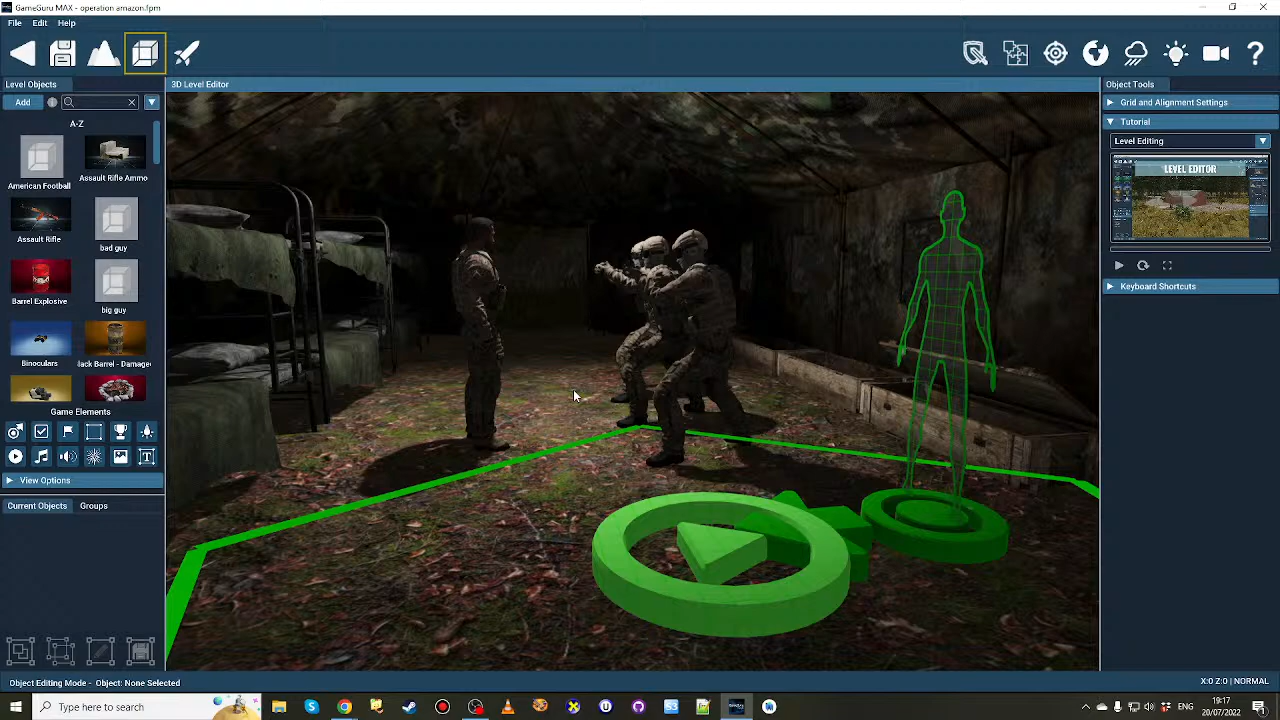 GameGuru MAX - operation amazon.fpm
File Edit Help
Level Objects
3D Level Editor
Object Tools
Add
Grid and Alignment Settings
A-Z
Tutorial
Level Editing
LEVEL EDITOR
American Football
Assault Rifle Ammo
Assault Rifle
bad guy
Barrel Explosive
big guy
Keyboard Shortcuts
Binoculars
Jack Barrel - Damage
Game Elements
View Options
Current Objects Groups
Object Editing Mode - Object: None Selected
X:0 Z:0 | NORMAL
Type here to search
19:17
20/07/2022